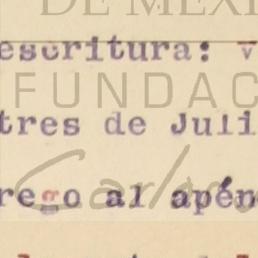 DE MEXI
escritura: v
FUNDAC
tres de Juli
Carlos
rego al apén